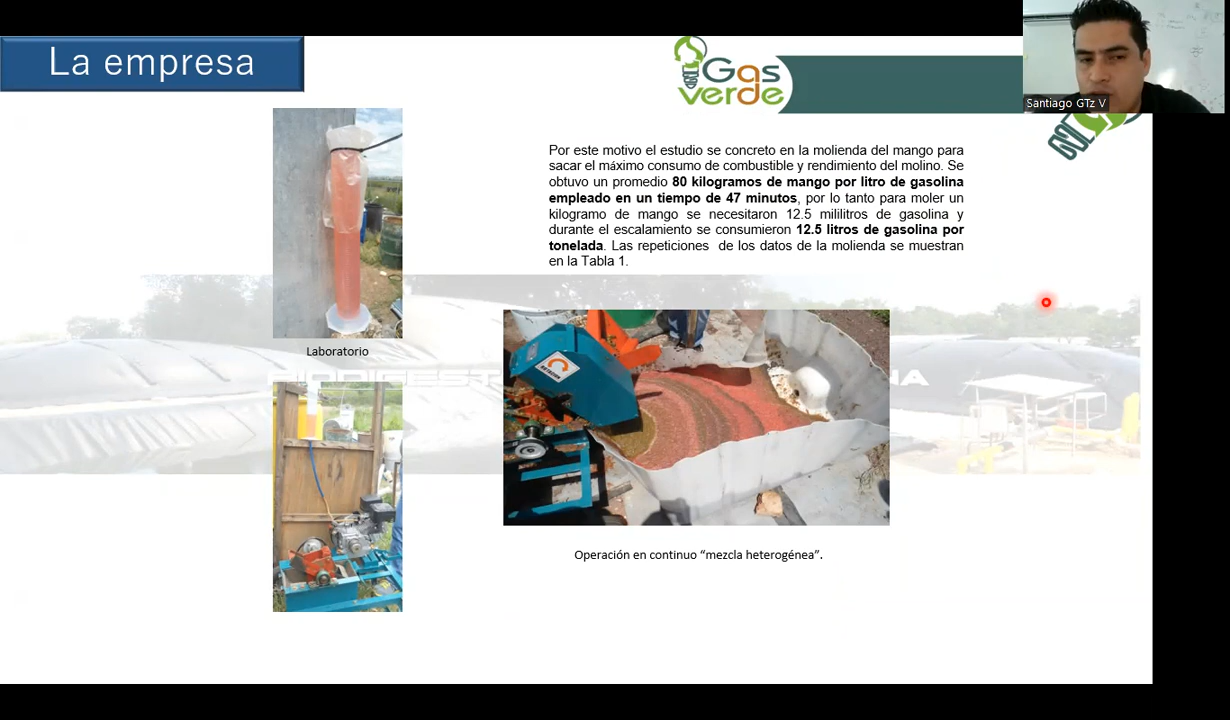 La empresa
Gas
verde
Santiago GTz V
Por este motivo el estudio se concreto en la molienda del mango para
sacar el máximo consumo de combustible y rendimiento del molino. Se
obtuvo un promedio 80 kilogramos de mango por litro de gasolina
empleado en un tiempo de 47 minutos, por lo tanto para moler un
kilogramo de mango se necesitaron 12.5 mililitros de gasolina y
durante el escalamiento se consumieron 12.5 litros de gasolina por
tonelada. Las repeticiones de los datos de la molienda se muestran
en la Tabla 1.
Laboratorio
Operación en continuo “mezcla heterogénea”.